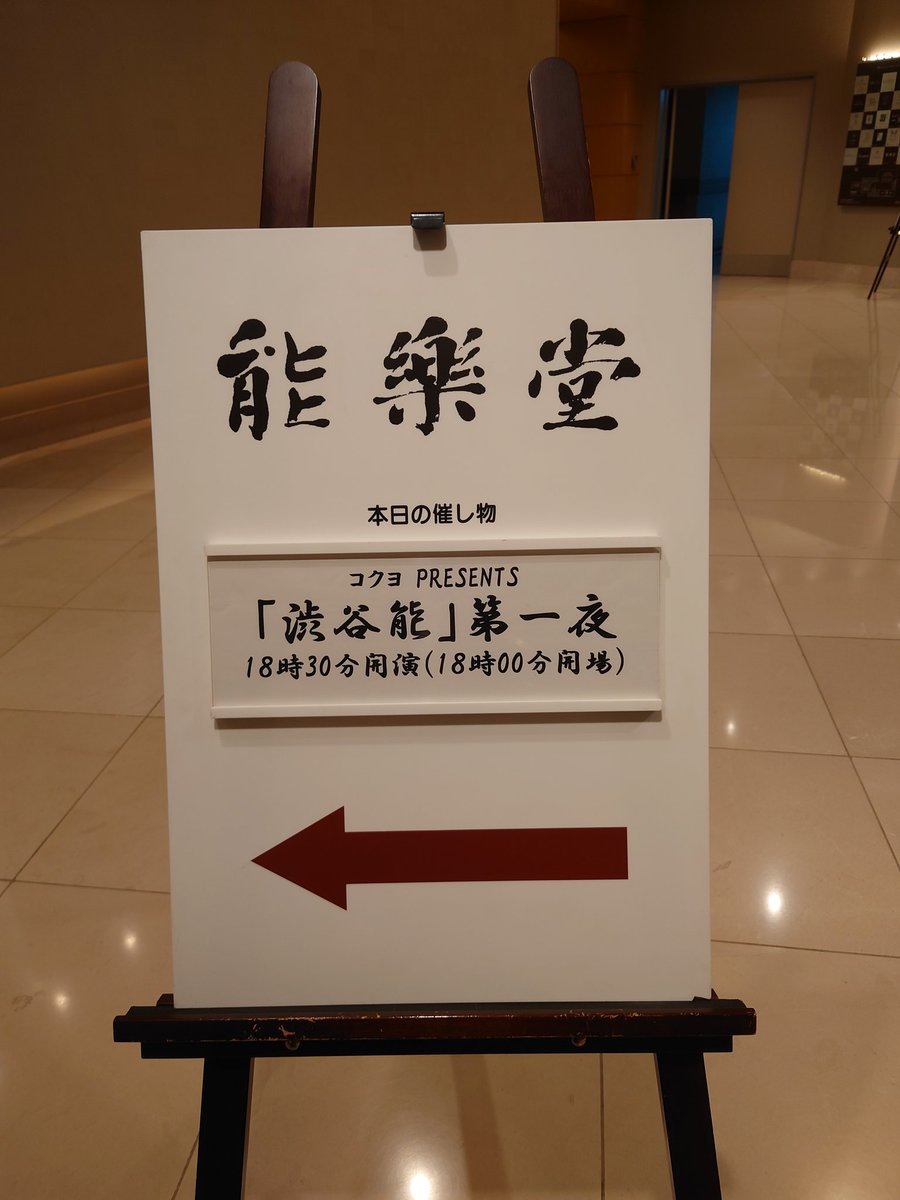 能樂堂
本日の催し物
コクヨ PRESENTS
「渋谷能」第一夜
18時30分開演(18時00分開場)